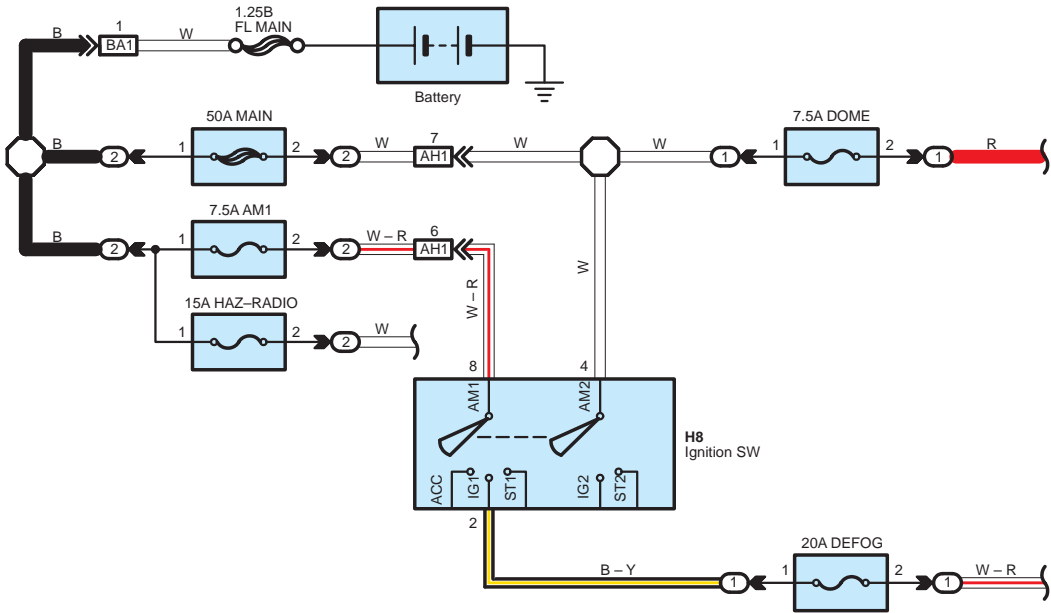 1.25B
FL MAIN
B
1
BA1
W
Battery
50A MAIN
B
2
1
2
2
W
7
AH1
W
W
1
7.5A DOME
1
2
1
R
7.5A AM1
B
2
1
2
2
W – R
6
AH1
W – R
W
15A HAZ–RADIO
1
2
2
W
8
4
AM1
AM2
H8
Ignition SW
ACC
IG1
ST1
IG2
ST2
2
B – Y
1
20A DEFOG
1
2
1
W – R